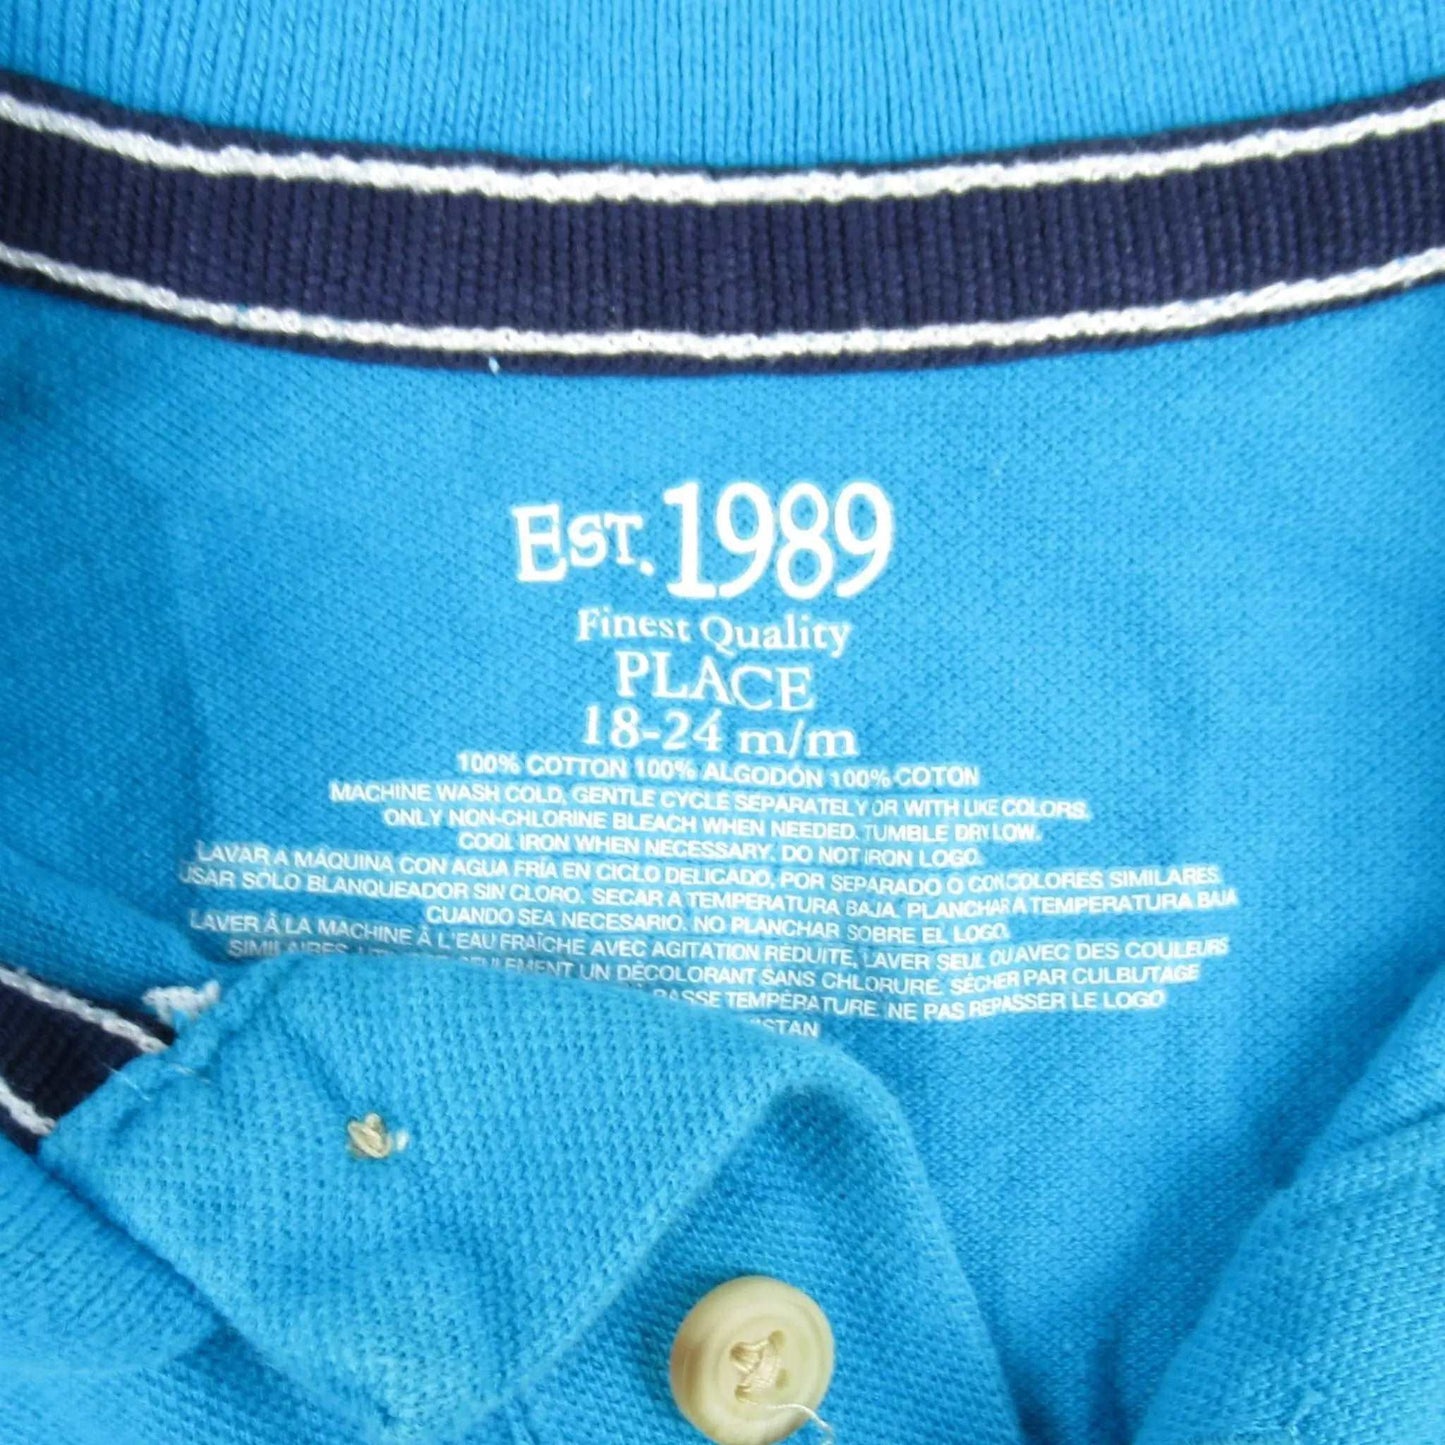 EST. 1989
Finest Quality
PLACE
18-24 m/m
100% COTTON 100% ALGODÓN 100% COTON
MACHINE WASH COLD, GENTLE CYCLE SEPARATELY OR WITH LIKE COLORS.
ONLY NON-CHLORINE BLEACH WHEN NEEDED. TUMBLE DRY LOW.
COOL IRON WHEN NECESSARY. DO NOT IRON LOGO.
LAVAR A MÁQUINA CON AGUA FRÍA EN CICLO DELICADO, POR SEPARADO O CON COLORES SIMILARES.
USAR SÓLO BLANQUEADOR SIN CLORO. SECAR A TEMPERATURA BAJA. PLANCHAR A TEMPERATURA BAJA
CUANDO SEA NECESARIO. NO PLANCHAR SOBRE EL LOGO.
LAVER À LA MACHINE À L'EAU FRAÎCHE AVEC AGITATION RÉDUITE, LAVER SEUL OU AVEC DES COULEURS
SIMILAIRES. SEULEMENT UN DÉCOLORANT SANS CHLORURE. SÉCHER PAR CULBUTAGE
BASSE TEMPÉRATURE. NE PAS REPASSER LE LOGO